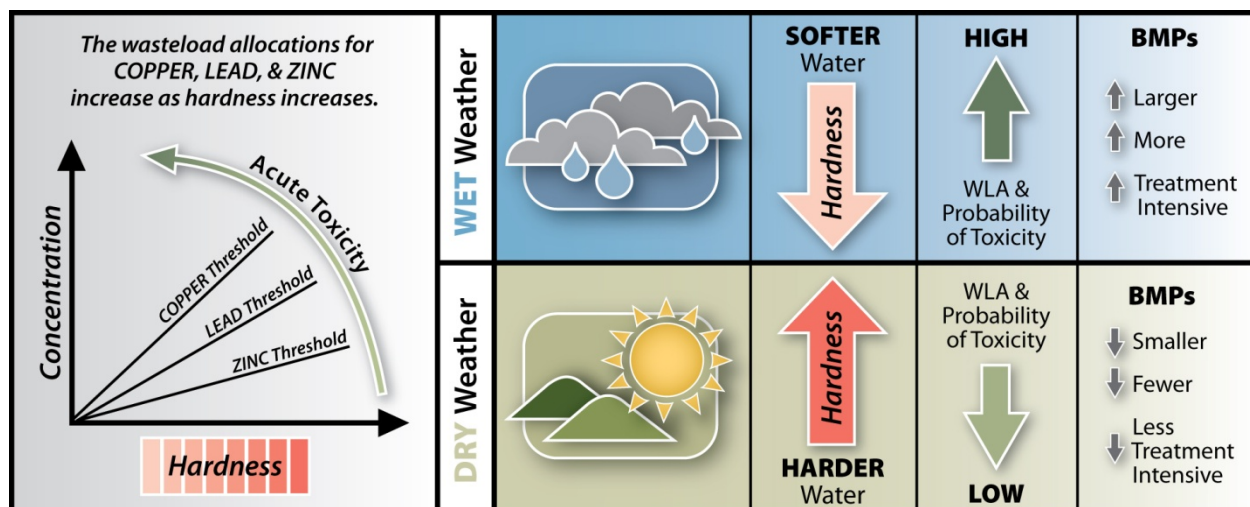 The wasteload allocations for
COPPER, LEAD, & ZINC
increase as hardness increases.
Concentration
Acute Toxicity
COPPER Threshold
LEAD Threshold
ZINC Threshold
Hardness
WET Weather
SOFTER
Water
Hardness
HIGH
WLA &
Probability
of Toxicity
BMPs
Larger
More
Treatment
Intensive
DRY Weather
Hardness
HARDER
Water
WLA &
Probability
of Toxicity
LOW
BMPs
Smaller
Fewer
Less
Treatment
Intensive